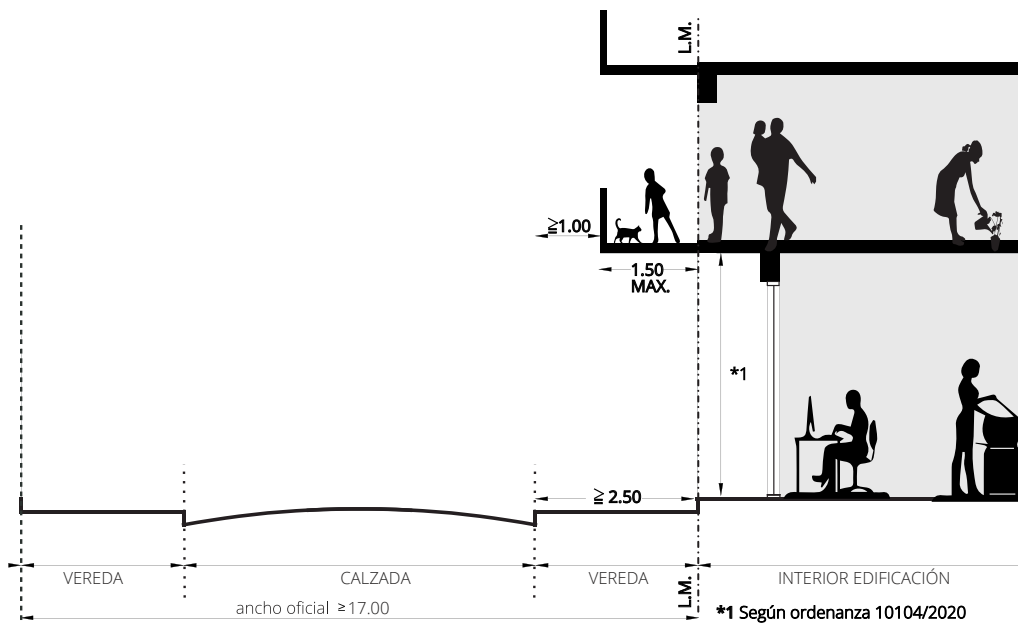 L.M.
≥1.00
1.50
MAX.
*1
≥ 2.50
VEREDA
CALZADA
VEREDA
L.M.
INTERIOR EDIFICACIÓN
ancho oficial ≥17.00
*1 Según ordenanza 10104/2020